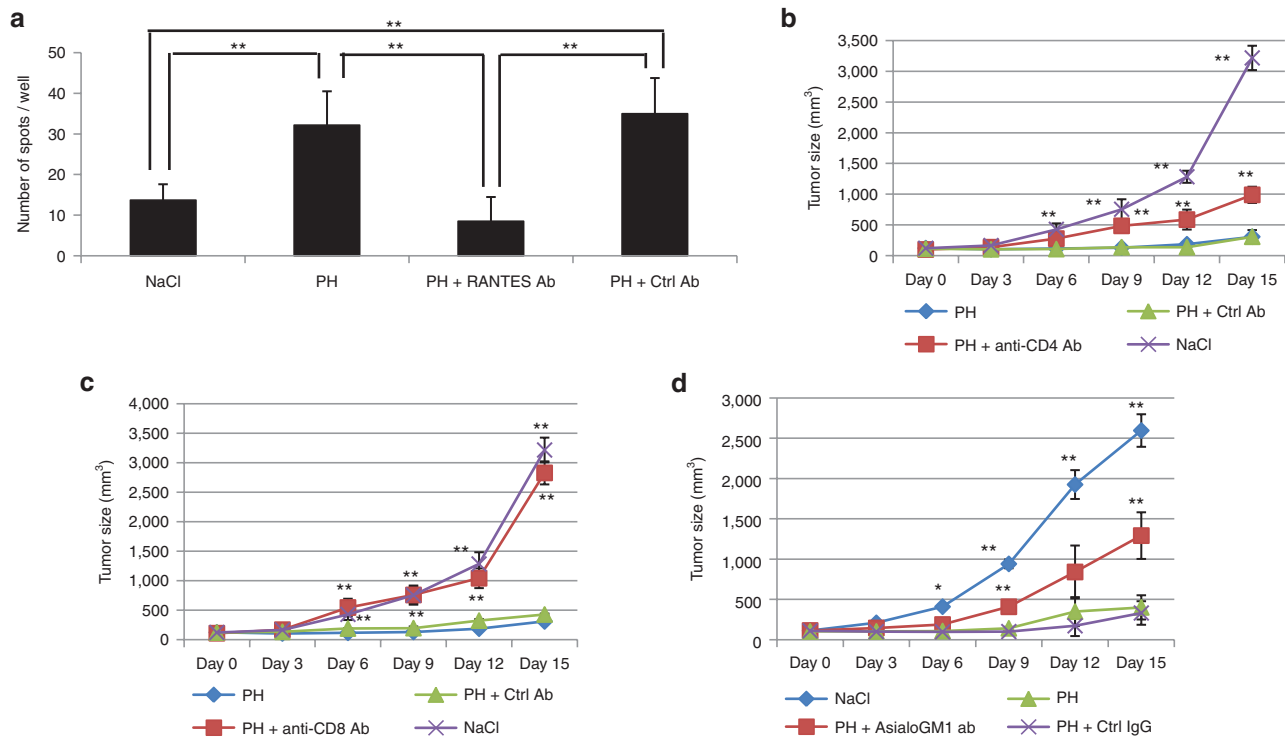 a
**
**
**
**
50
40
30
20
10
0
Number of spots / well
NaCl
PH
PH + RANTES Ab
PH + Ctrl Ab
b
3,500
3,000
2,500
2,000
1,500
1,000
500
0
Tumor size (mm³)
**
**
**
**
**
**
**
Day 0
Day 3
Day 6
Day 9
Day 12
Day 15
PH
PH + Ctrl Ab
PH + anti-CD4 Ab
NaCl
c
4,000
3,500
3,000
2,500
2,000
1,500
1,000
500
0
Tumor size (mm³)
**
**
**
**
**
**
**
**
Day 0
Day 3
Day 6
Day 9
Day 12
Day 15
PH
PH + Ctrl Ab
PH + anti-CD8 Ab
NaCl
d
3,000
2,500
2,000
1,500
1,000
500
0
Tumor size (mm³)
**
**
**
**
*
**
Day 0
Day 3
Day 6
Day 9
Day 12
Day 15
NaCl
PH
PH + AsialoGM1 ab
PH + Ctrl IgG